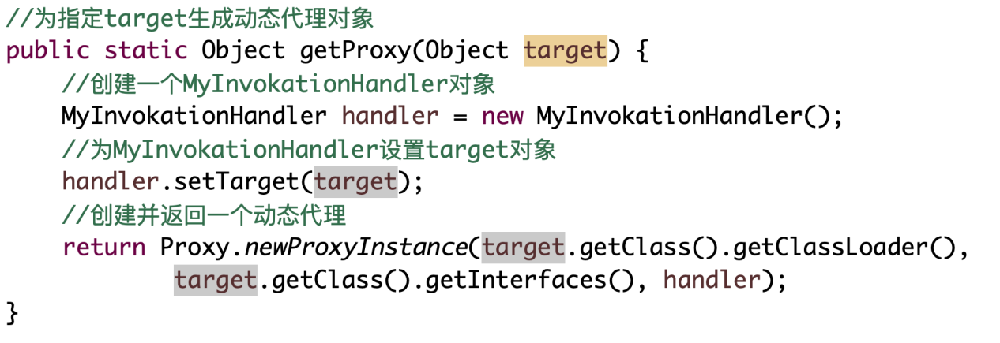 //为指定target生成动态代理对象
public static Object getProxy(Object target) {
//创建一个MyInvokationHandler对象
MyInvokationHandler handler = new MyInvokationHandler();
//为MyInvokationHandler设置target对象
handler.setTarget(target);
//创建并返回一个动态代理
return Proxy.newProxyInstance(target.getClass().getClassLoader(),
target.getClass().getInterfaces(), handler);
}